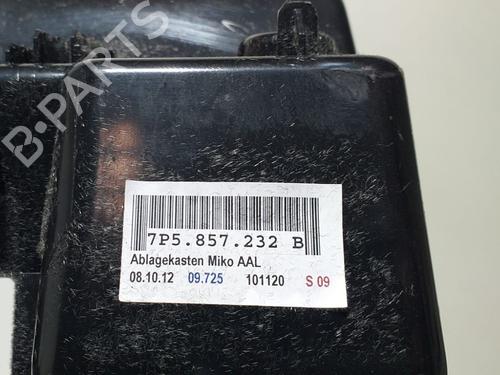 B-PARTS
7P5.857.232 B
Ablagekasten Miko AAL
08.10.12 09.725 101120 S 09